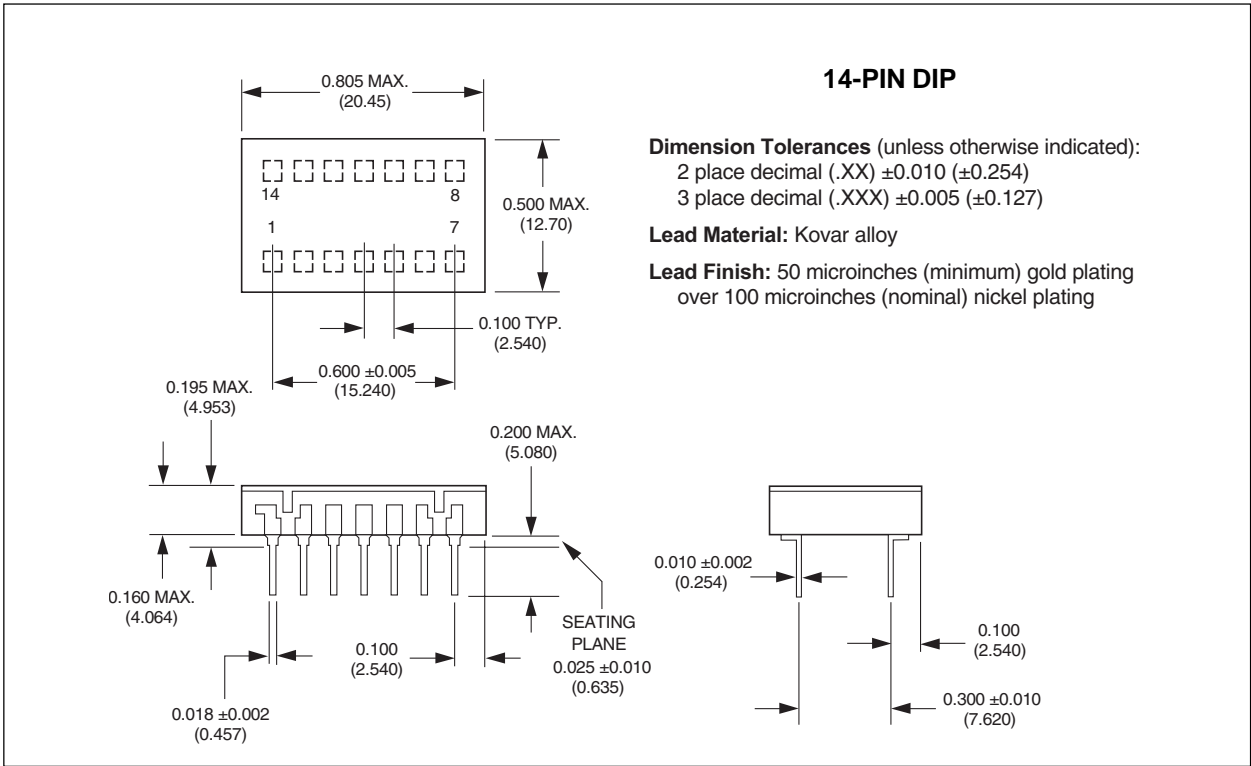 14-PIN DIP
Dimension Tolerances (unless otherwise indicated):
2 place decimal (.XX) ±0.010 (±0.254)
3 place decimal (.XXX) ±0.005 (±0.127)
Lead Material: Kovar alloy
Lead Finish: 50 microinches (minimum) gold plating
over 100 microinches (nominal) nickel plating
0.805 MAX.
(20.45)
14
8
1
7
0.500 MAX.
(12.70)
0.100 TYP.
(2.540)
0.600 ±0.005
(15.240)
0.195 MAX.
(4.953)
0.200 MAX.
(5.080)
0.160 MAX.
(4.064)
SEATING
PLANE
0.025 ±0.010
(0.635)
0.100
(2.540)
0.018 ±0.002
(0.457)
0.010 ±0.002
(0.254)
0.100
(2.540)
0.300 ±0.010
(7.620)